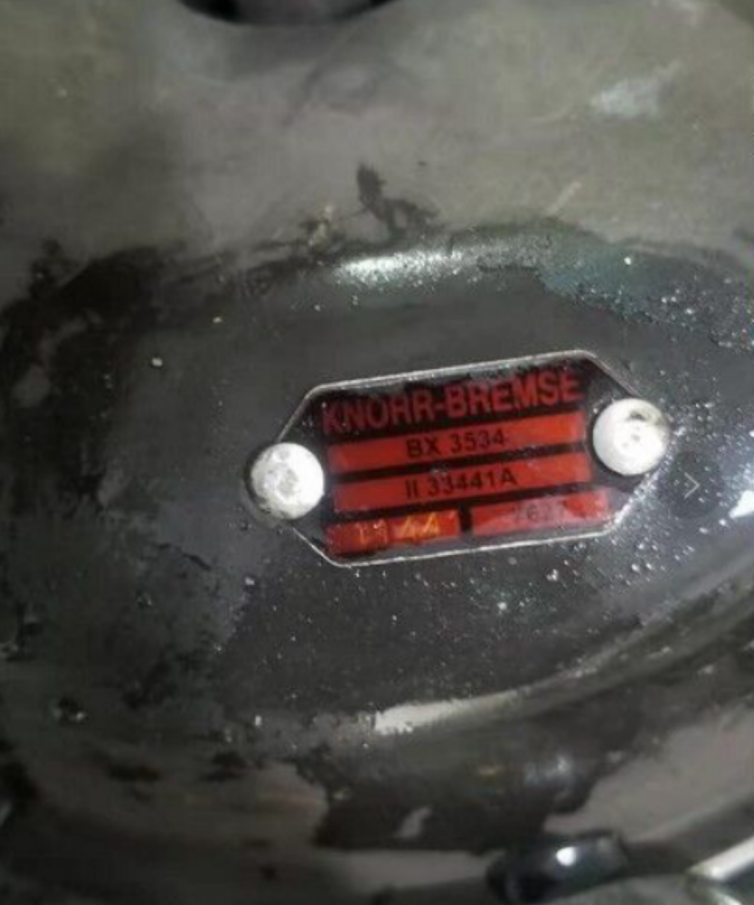 KNORR-BREMSE
BX 3534
II 33441A